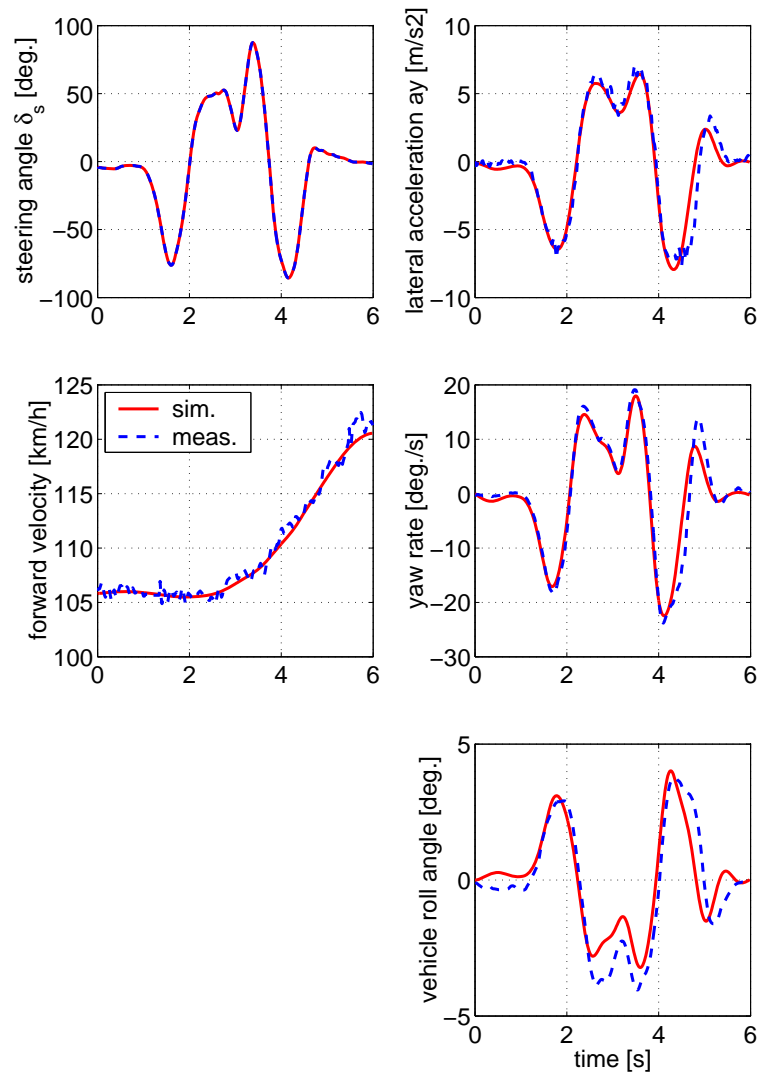 steering angle δs [deg.]
100
50
0
−50
−100
0 2 4 6
lateral acceleration ay [m/s2]
10
5
0
−5
−10
0 2 4 6
forward velocity [km/h]
125
120
115
110
105
100
0 2 4 6
sim.
meas.
yaw rate [deg./s]
20
10
0
−10
−20
−30
0 2 4 6
vehicle roll angle [deg.]
5
0
−5
0 2 4 6
time [s]